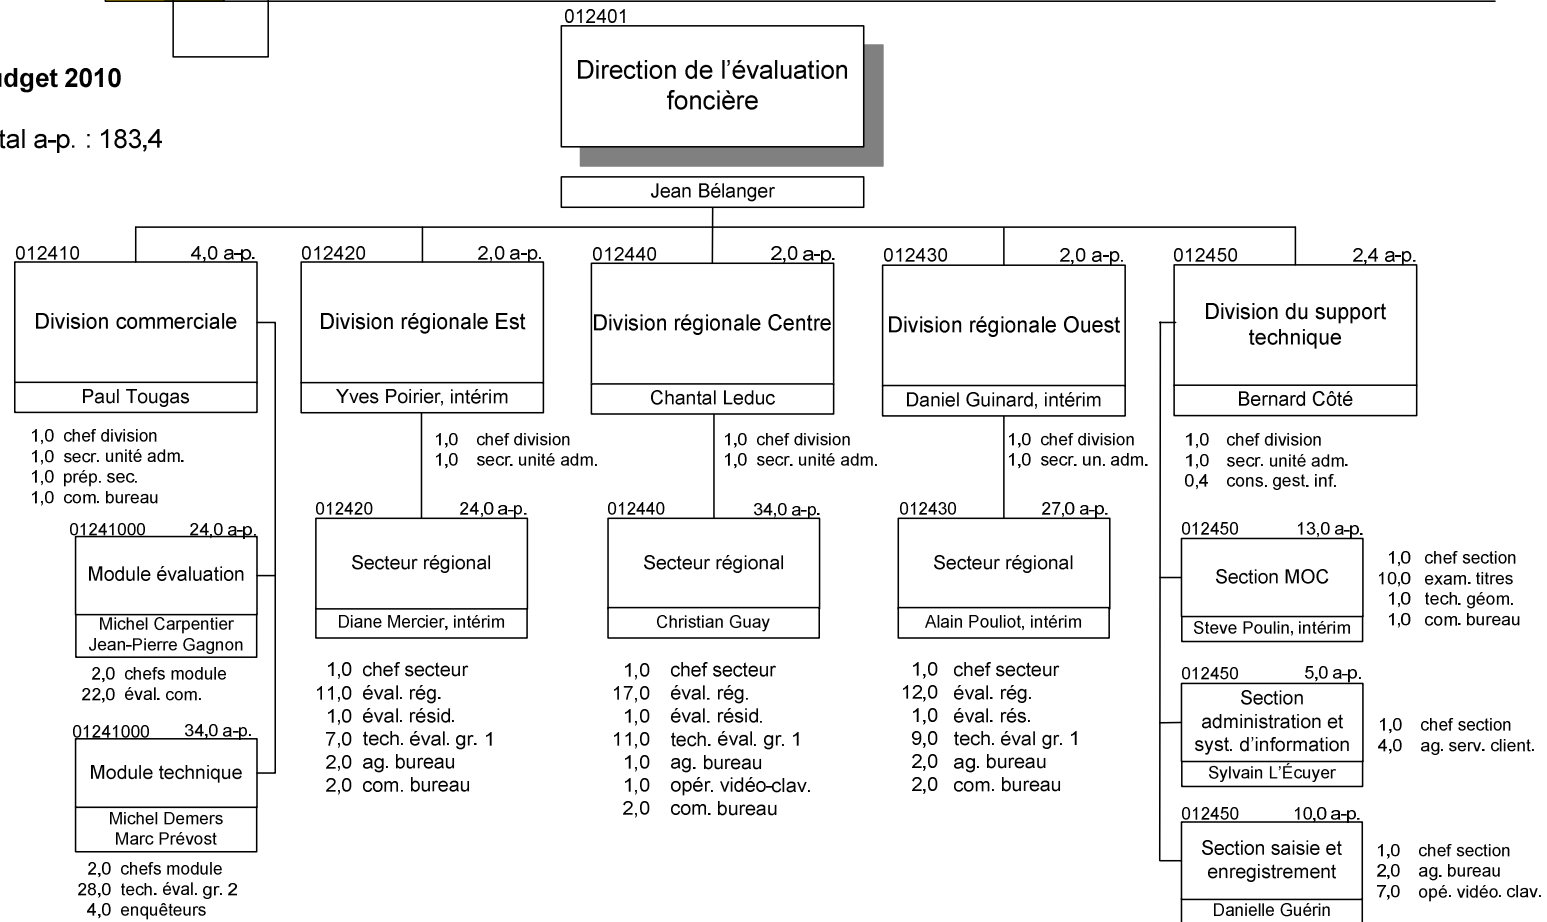 012401
Direction de l’évaluation
foncière
2010
a-p. : 183,4
Jean Bélanger
012410 4,0 a-p.
Division commerciale
Paul Tougas
1,0 chef division
1,0 secr. unité adm.
1,0 prép. sec.
1,0 com. bureau
01241000 24,0 a-p.
Module évaluation
Michel Carpentier
Jean-Pierre Gagnon
2,0 chefs module
22,0 éval. com.
01241000 34,0 a-p.
Module technique
Michel Demers
Marc Prévost
2,0 chefs module
28,0 tech. éval. gr. 2
4,0 enquêteurs
012420 2,0 a-p.
Division régionale Est
Yves Poirier, intérim
1,0 chef division
1,0 secr. unité adm.
012420 24,0 a-p.
Secteur régional
Diane Mercier, intérim
1,0 chef secteur
11,0 éval. rég.
1,0 éval. résid.
7,0 tech. éval. gr. 1
2,0 ag. bureau
2,0 com. bureau
012440 2,0 a-p.
Division régionale Centre
Chantal Leduc
1,0 chef division
1,0 secr. unité adm.
012440 34,0 a-p.
Secteur régional
Christian Guay
1,0 chef secteur
17,0 éval. rég.
1,0 éval. résid.
11,0 tech. éval. gr. 1
1,0 ag. bureau
1,0 opér. vidéo-clav.
2,0 com. bureau
012430 2,0 a-p.
Division régionale Ouest
Daniel Guinard, intérim
1,0 chef division
1,0 secr. un. adm.
012430 27,0 a-p.
Secteur régional
Alain Pouliot, intérim
1,0 chef secteur
12,0 éval. rég.
1,0 éval. rés.
9,0 tech. éval gr. 1
2,0 ag. bureau
2,0 com. bureau
012450 2,4 a-p.
Division du support
technique
Bernard Côté
1,0 chef division
1,0 secr. unité adm.
0,4 cons. gest. inf.
012450 13,0 a-p.
Section MOC
Steve Poulin, intérim
1,0 chef section
10,0 exam. titres
1,0 tech. géom.
1,0 com. bureau
012450 5,0 a-p.
Section
administration et
syst. d’information
Sylvain L’Écuyer
1,0 chef section
4,0 ag. serv. client.
012450 10,0 a-p.
Section saisie et
enregistrement
Danielle Guérin
1,0 chef section
2,0 ag. bureau
7,0 opé. vidéo. clav.